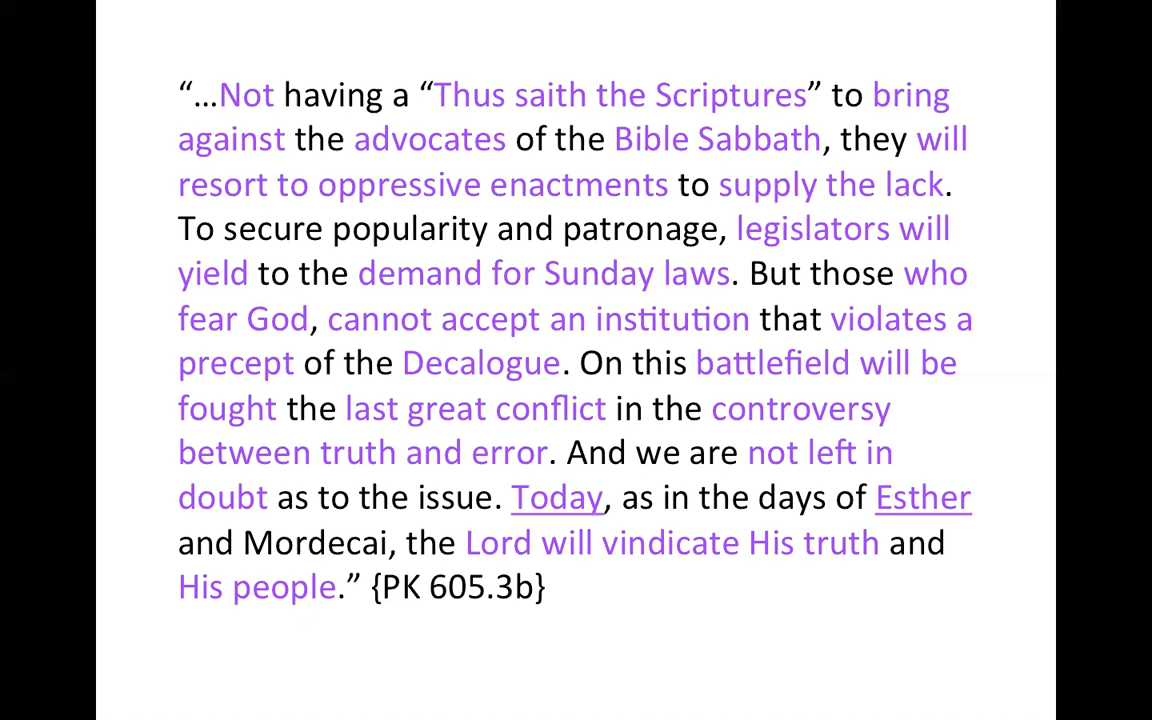 “…Not having a “Thus saith the Scriptures” to bring
against the advocates of the Bible Sabbath, they will
resort to oppressive enactments to supply the lack.
To secure popularity and patronage, legislators will
yield to the demand for Sunday laws. But those who
fear God, cannot accept an institution that violates a
precept of the Decalogue. On this battlefield will be
fought the last great conflict in the controversy
between truth and error. And we are not left in
doubt as to the issue. Today, as in the days of Esther
and Mordecai, the Lord will vindicate His truth and
His people.” {PK 605.3b}